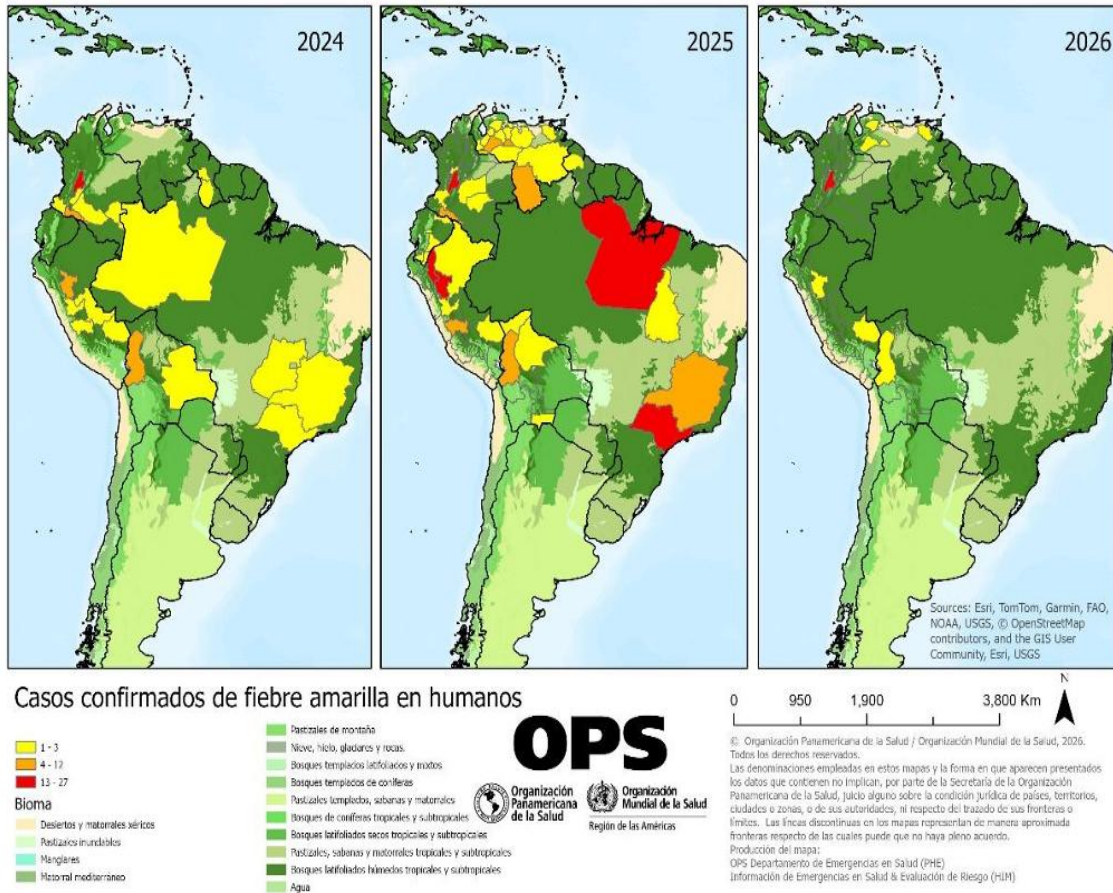 2024
2025
2026
Sources: Esri, TomTom, Garmin, FAO,
NOAA, USGS, © OpenStreetMap
contributors, and the GIS User
Community, Esri, USGS
Casos confirmados de fiebre amarilla en humanos
1 - 3
4 - 12
13 - 27
Bioma
Desiertos y matorrales xéricos
Pastizales inundables
Manglares
Matorral mediterráneo
Pastizales de montaña
Nieve, hielo, glaciares y rocas.
Bosques templados latifoliados y mixtos
Bosques templados de coníferas
Pastizales templados, sabanas y matorrales
Bosques de coníferas tropicales y subtropicales
Bosques latifoliados secos tropicales y subtropicales
Pastizales, sabanas y matorrales tropicales y subtropicales
Bosques latifoliados húmedos tropicales y subtropicales
Agua
OPS
Organización
Panamericana
de la Salud
Organización
Mundial de la Salud
Región de las Américas
N
0 950 1,900 3,800 Km
© Organización Panamericana de la Salud / Organización Mundial de la Salud, 2026.
Todos los derechos reservados.
Las denominaciones empleadas en estos mapas y la forma en que aparecen presentados
los datos que contienen no implican, por parte de la Secretaría de la Organización
Panamericana de la Salud, juicio alguno sobre la condición jurídica de países, territorios,
ciudades o zonas, o de sus autoridades, ni respecto del trazado de sus fronteras o
límites. Las líneas discontinuas en los mapas representan de manera aproximada
fronteras respecto de las cuales puede que no haya pleno acuerdo.
Producción del mapa:
OPS Departamento de Emergencias en Salud (PHE)
Información de Emergencias en Salud & Evaluación de Riesgo (HIM)